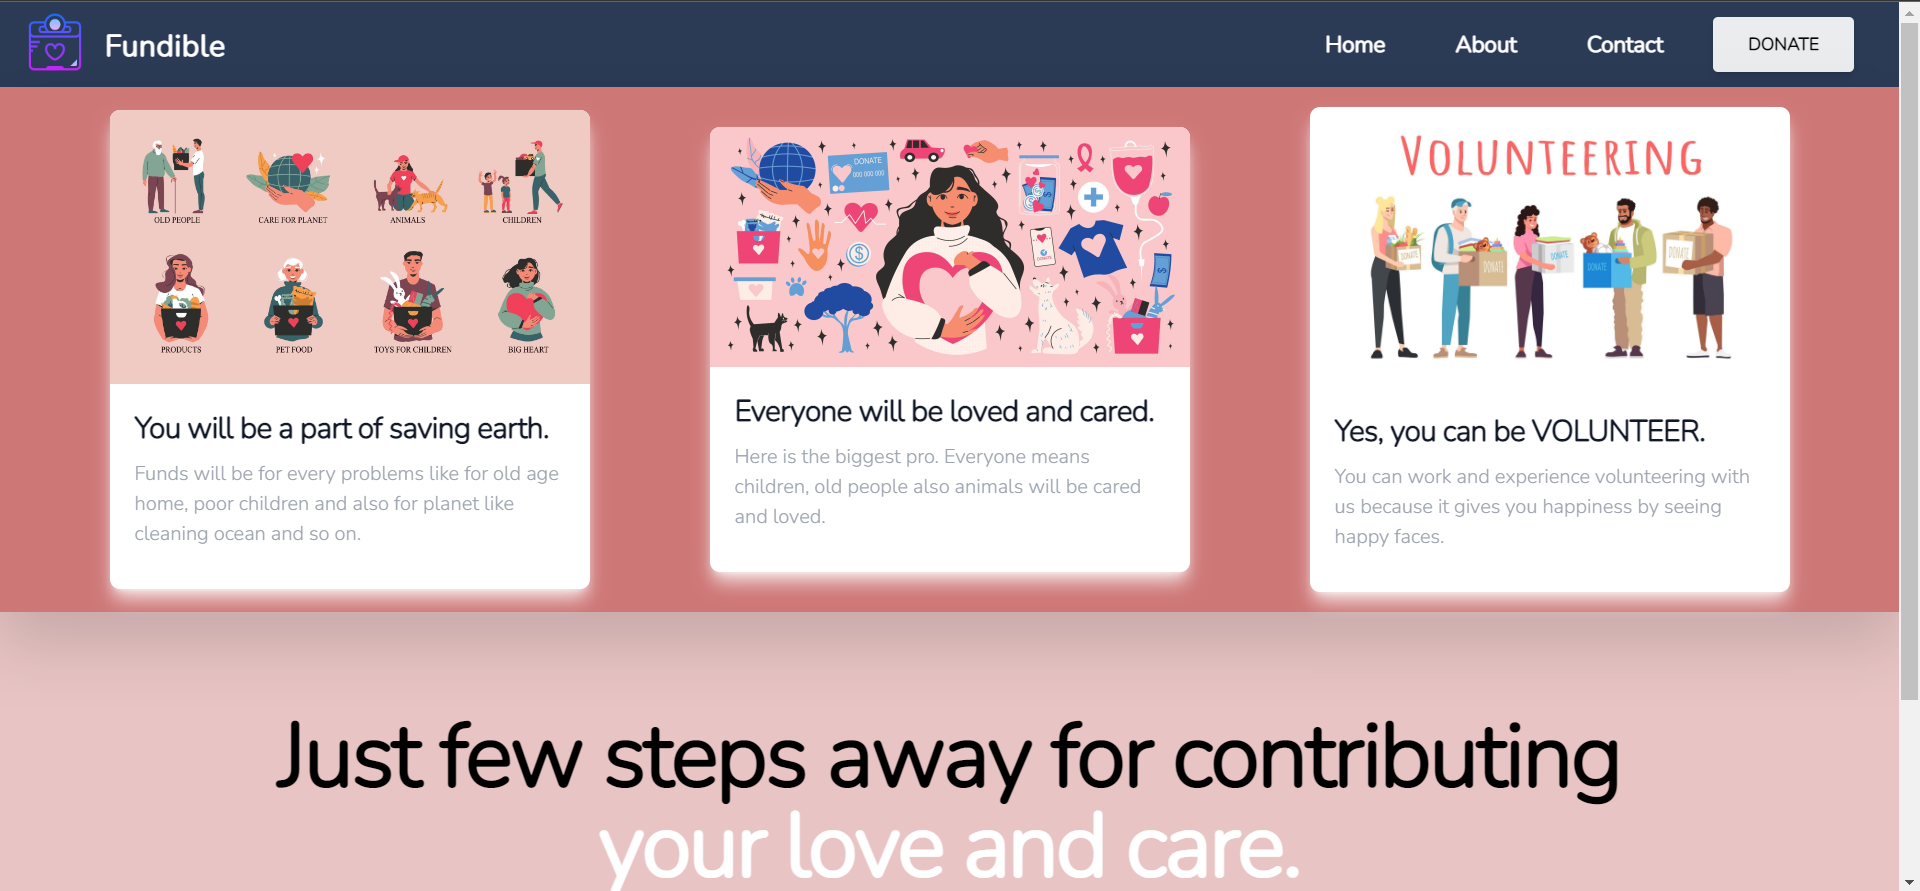 Fundible
Home
About
Contact
DONATE
OLD PEOPLE
CARE FOR PLANET
ANIMALS
CHILDREN
PRODUCTS
PET FOOD
TOYS FOR CHILDREN
BIG HEART
You will be a part of saving earth.
Funds will be for every problems like for old age
home, poor children and also for planet like
cleaning ocean and so on.
DONATE
000 000 000
Everyone will be loved and cared.
Here is the biggest pro. Everyone means
children, old people also animals will be cared
and loved.
VOLUNTEERING
DONATE
DONATE
DONATE
DONATE
DONATE
Yes, you can be VOLUNTEER.
You can work and experience volunteering with
us because it gives you happiness by seeing
happy faces.
Just few steps away for contributing
your love and care.